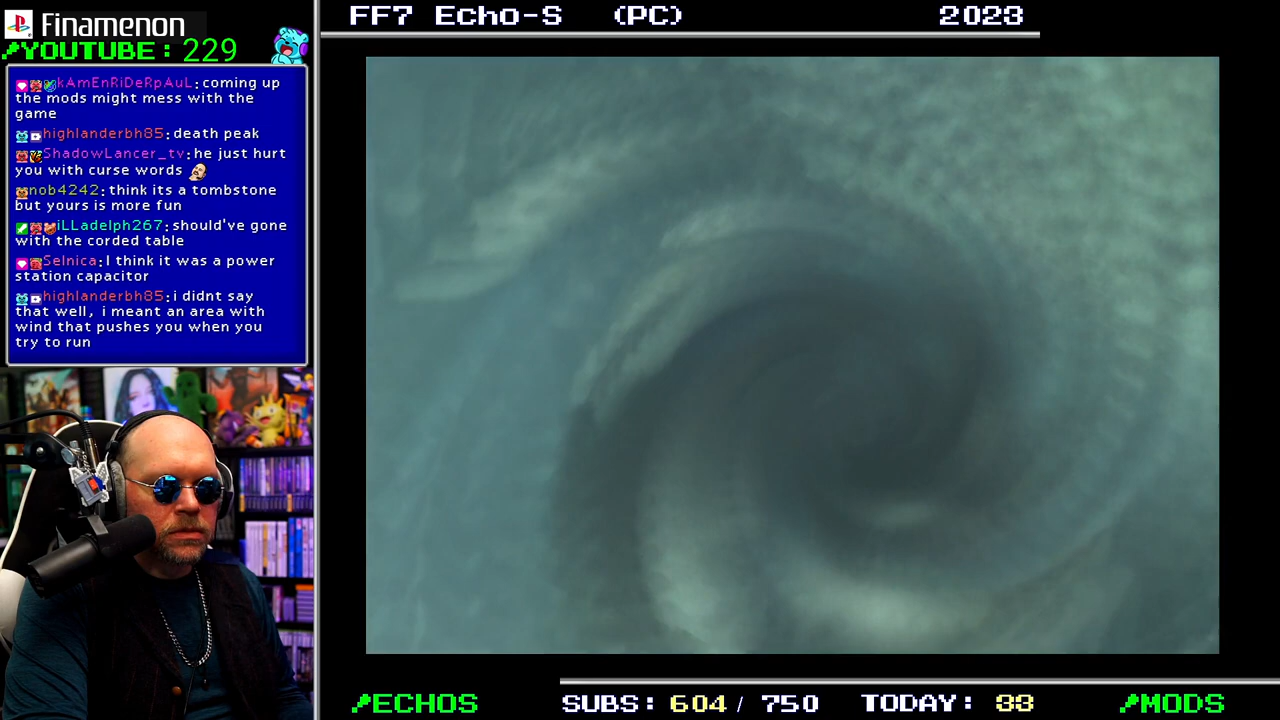 Finamenon
YOUTUBE: 229
kAmEnRiDeRpAuL: coming up
the mods might mess with the
game
highlanderbh85: death peak
ShadowLancer_tv: he just hurt
you with curse words
nob4242: think its a tombstone
but yours is more fun
iLLadelph267: should've gone
with the corded table
Selnica: I think it was a power
station capacitor
highlanderbh85: i didnt say
that well, i meant an area with
wind that pushes you when you
try to run
FF7 Echo-S (PC) 2023
ECHOS SUBS: 604/ 750 TODAY: 33 MODS